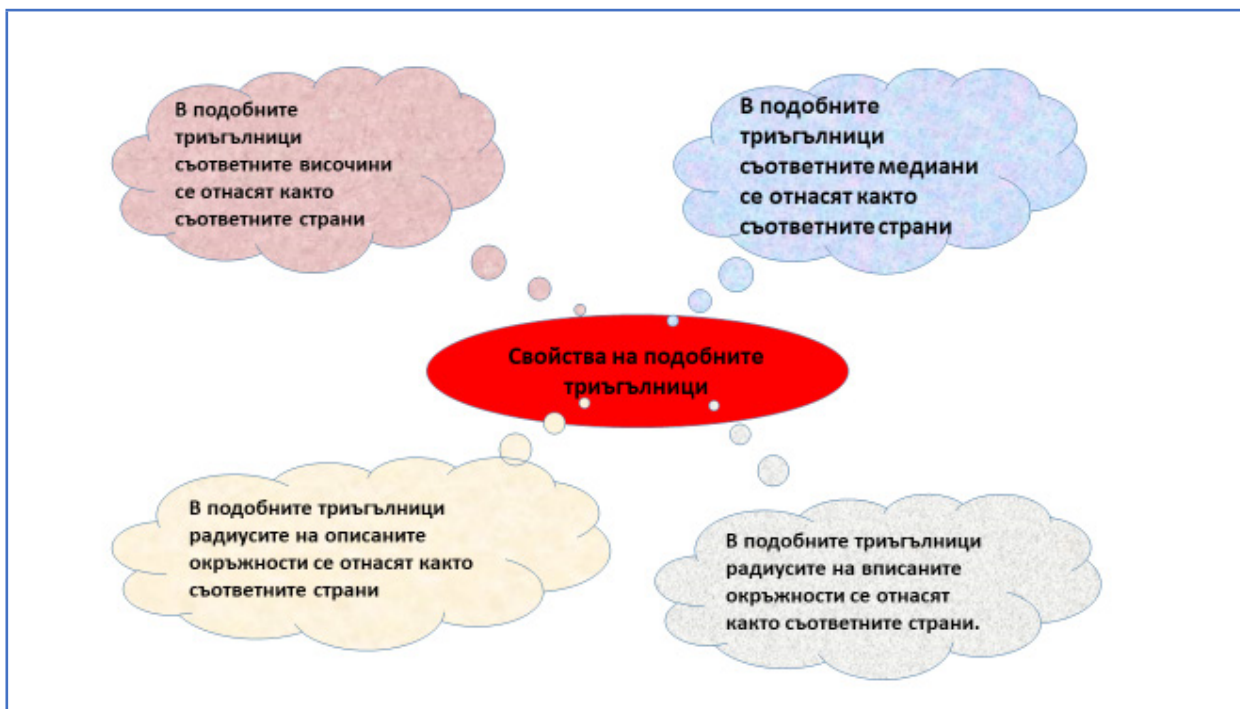 В подобните
триъгълници
съответните височини
се отнасят както
съответните страни
В подобните
триъгълници
съответните медиани
се отнасят както
съответните страни
Свойства на подобните
триъгълници
В подобните триъгълници
радиусите на описаните
окръжности се отнасят както
съответните страни
В подобните триъгълници
радиусите на вписаните
окръжности се отнасят
както съответните страни.